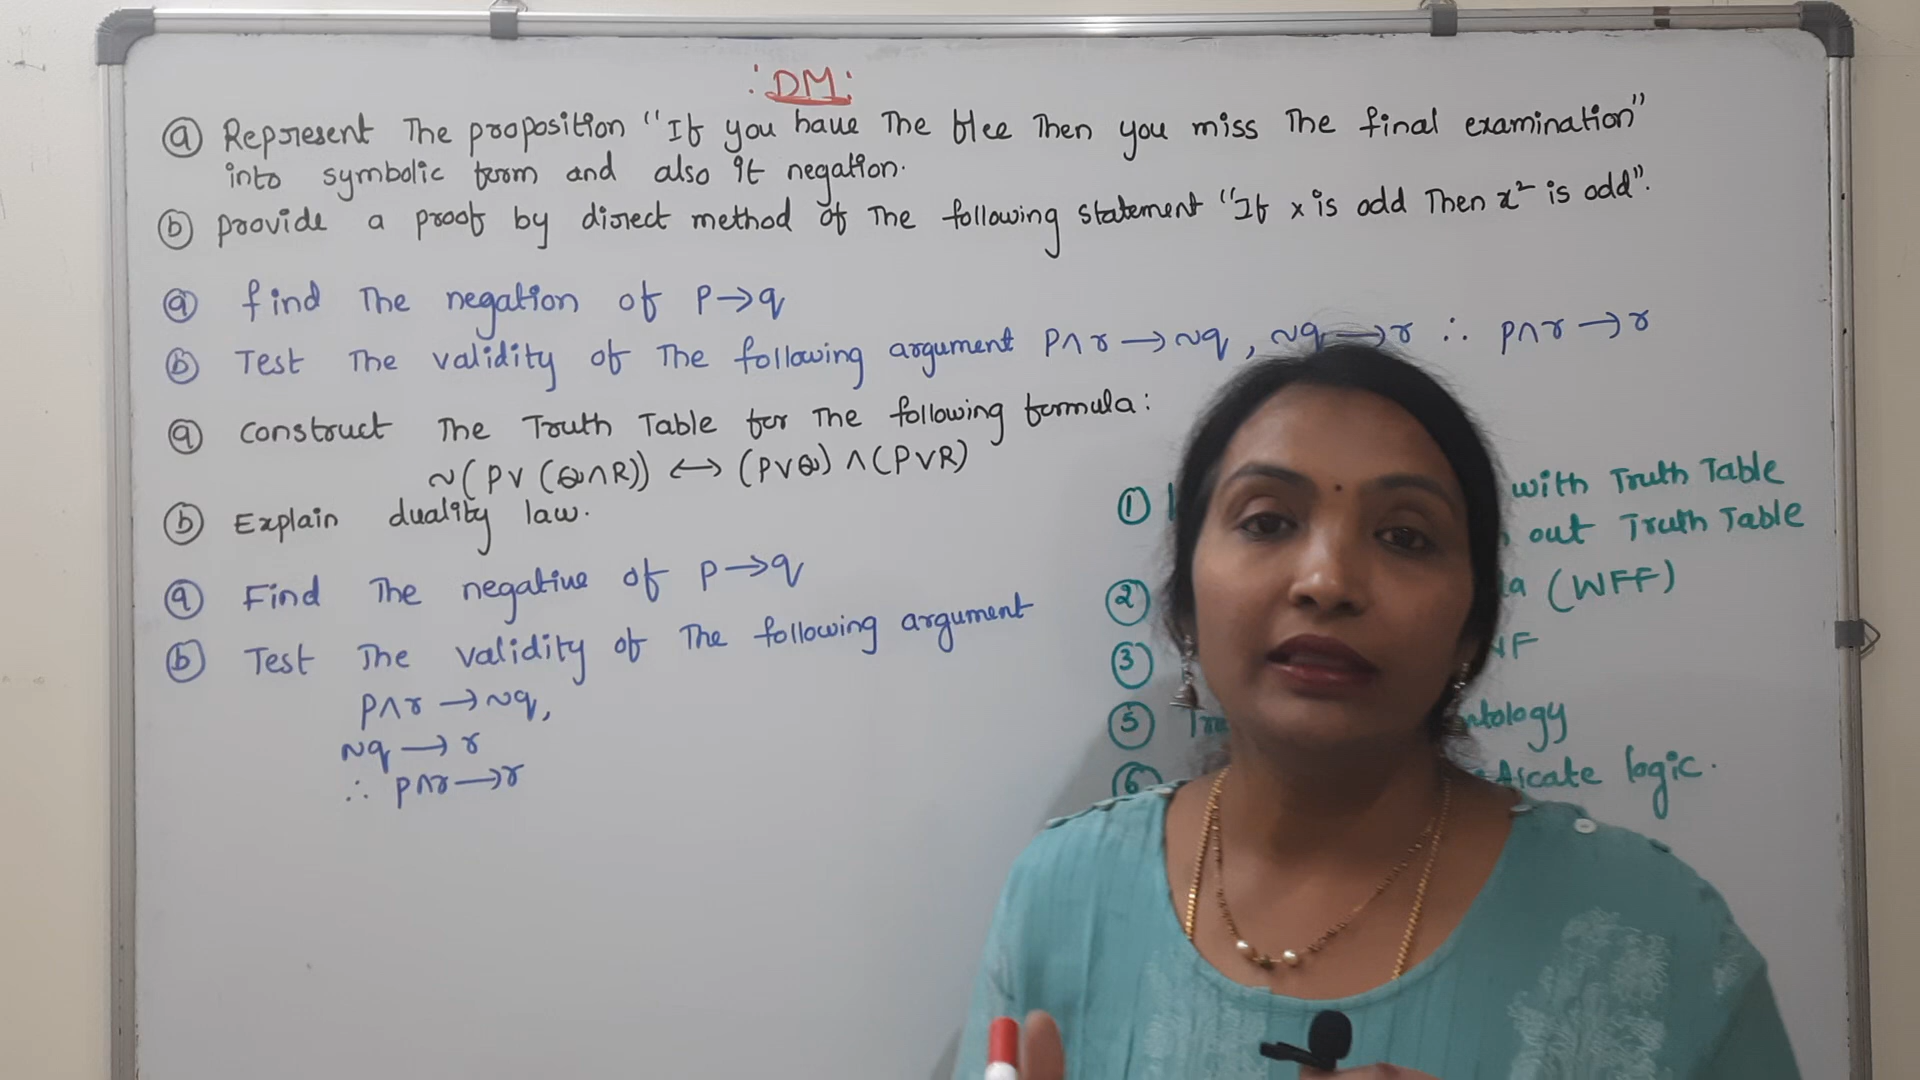 : DM :
ⓐ Represent The proposition "If you have The flee Then you miss The final examination"
into symbolic form and also it negation.
ⓑ provide a proof by direct method of The following statement "If x is odd Then x² is odd".
ⓐ find The negation of P→q
ⓑ Test The validity of The following argument P∧r → ~q, ~q → r ∴ p∧r → r
ⓐ construct The Truth Table for The following formula:
~(P∨(Q∧R)) ↔ (P∨Q)∧(P∨R)
ⓑ Explain duality law.
ⓐ Find The negative of P→q
ⓑ Test The validity of The following argument
P∧r → ~q,
~q → r
∴ p∧r → r
① with Truth Table
out Truth Table
② (WFF)
③
⑤
⑥ logic.